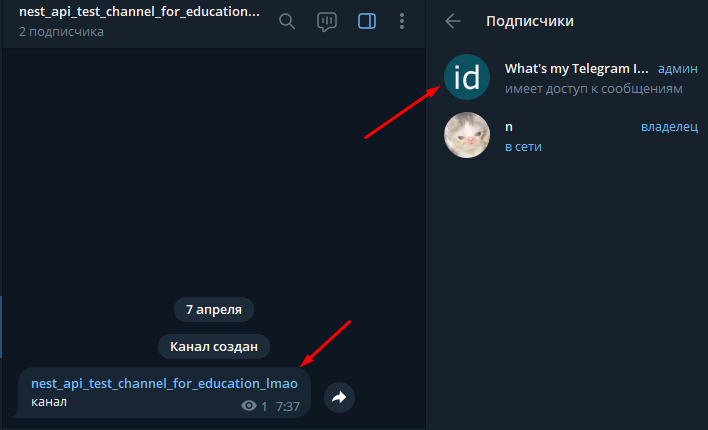 nest_api_test_channel_for_education...
2 подписчика
7 апреля
Канал создан
nest_api_test_channel_for_education_lmao
канал
1 7:37
Подписчики
id
What's my Telegram I... админ
имеет доступ к сообщениям
n владелец
в сети